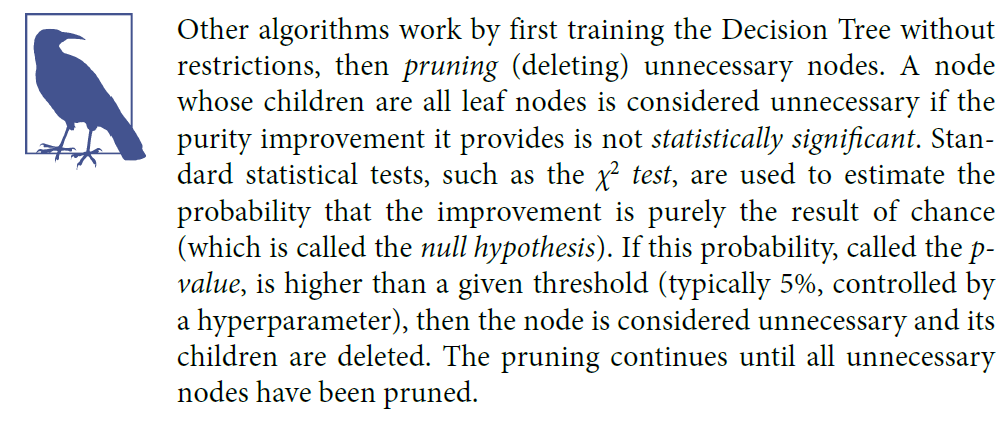 Other algorithms work by first training the Decision Tree without
restrictions, then pruning (deleting) unnecessary nodes. A node
whose children are all leaf nodes is considered unnecessary if the
purity improvement it provides is not statistically significant. Stan-
dard statistical tests, such as the χ² test, are used to estimate the
probability that the improvement is purely the result of chance
(which is called the null hypothesis). If this probability, called the p-
value, is higher than a given threshold (typically 5%, controlled by
a hyperparameter), then the node is considered unnecessary and its
children are deleted. The pruning continues until all unnecessary
nodes have been pruned.